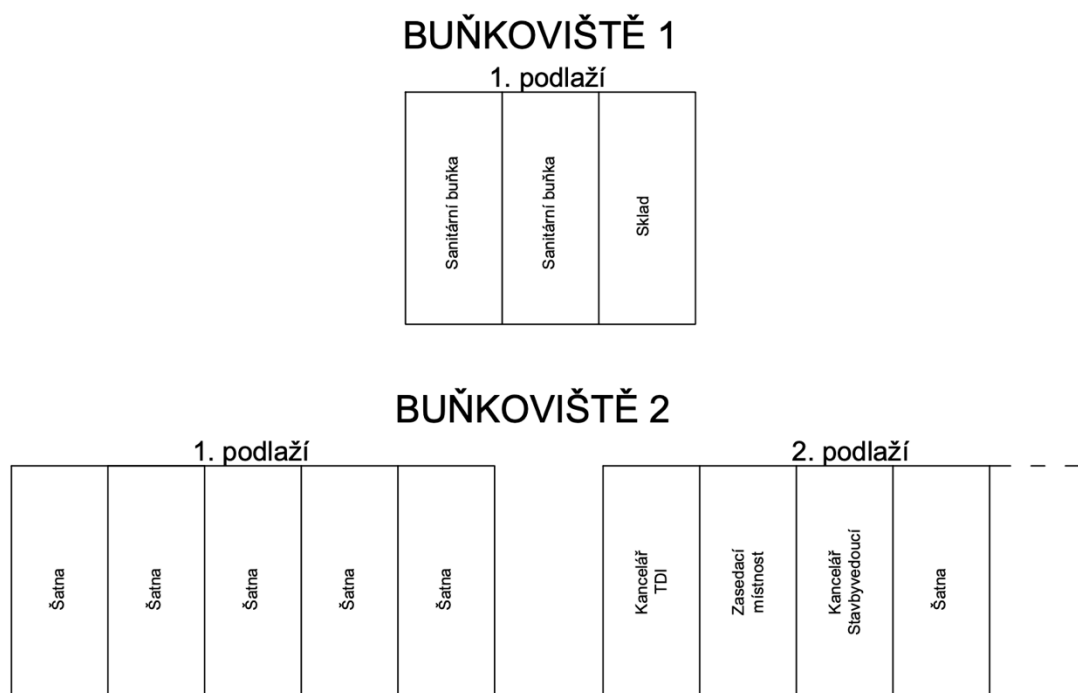 BUŇKOVIŠTĚ 1
1. podlaží
Sanitární buňka
Sanitární buňka
Sklad
BUŇKOVIŠTĚ 2
1. podlaží
Šatna
Šatna
Šatna
Šatna
Šatna
2. podlaží
Kancelář
TDI
Zasedací
místnost
Kancelář
Stavbyvedoucí
Šatna